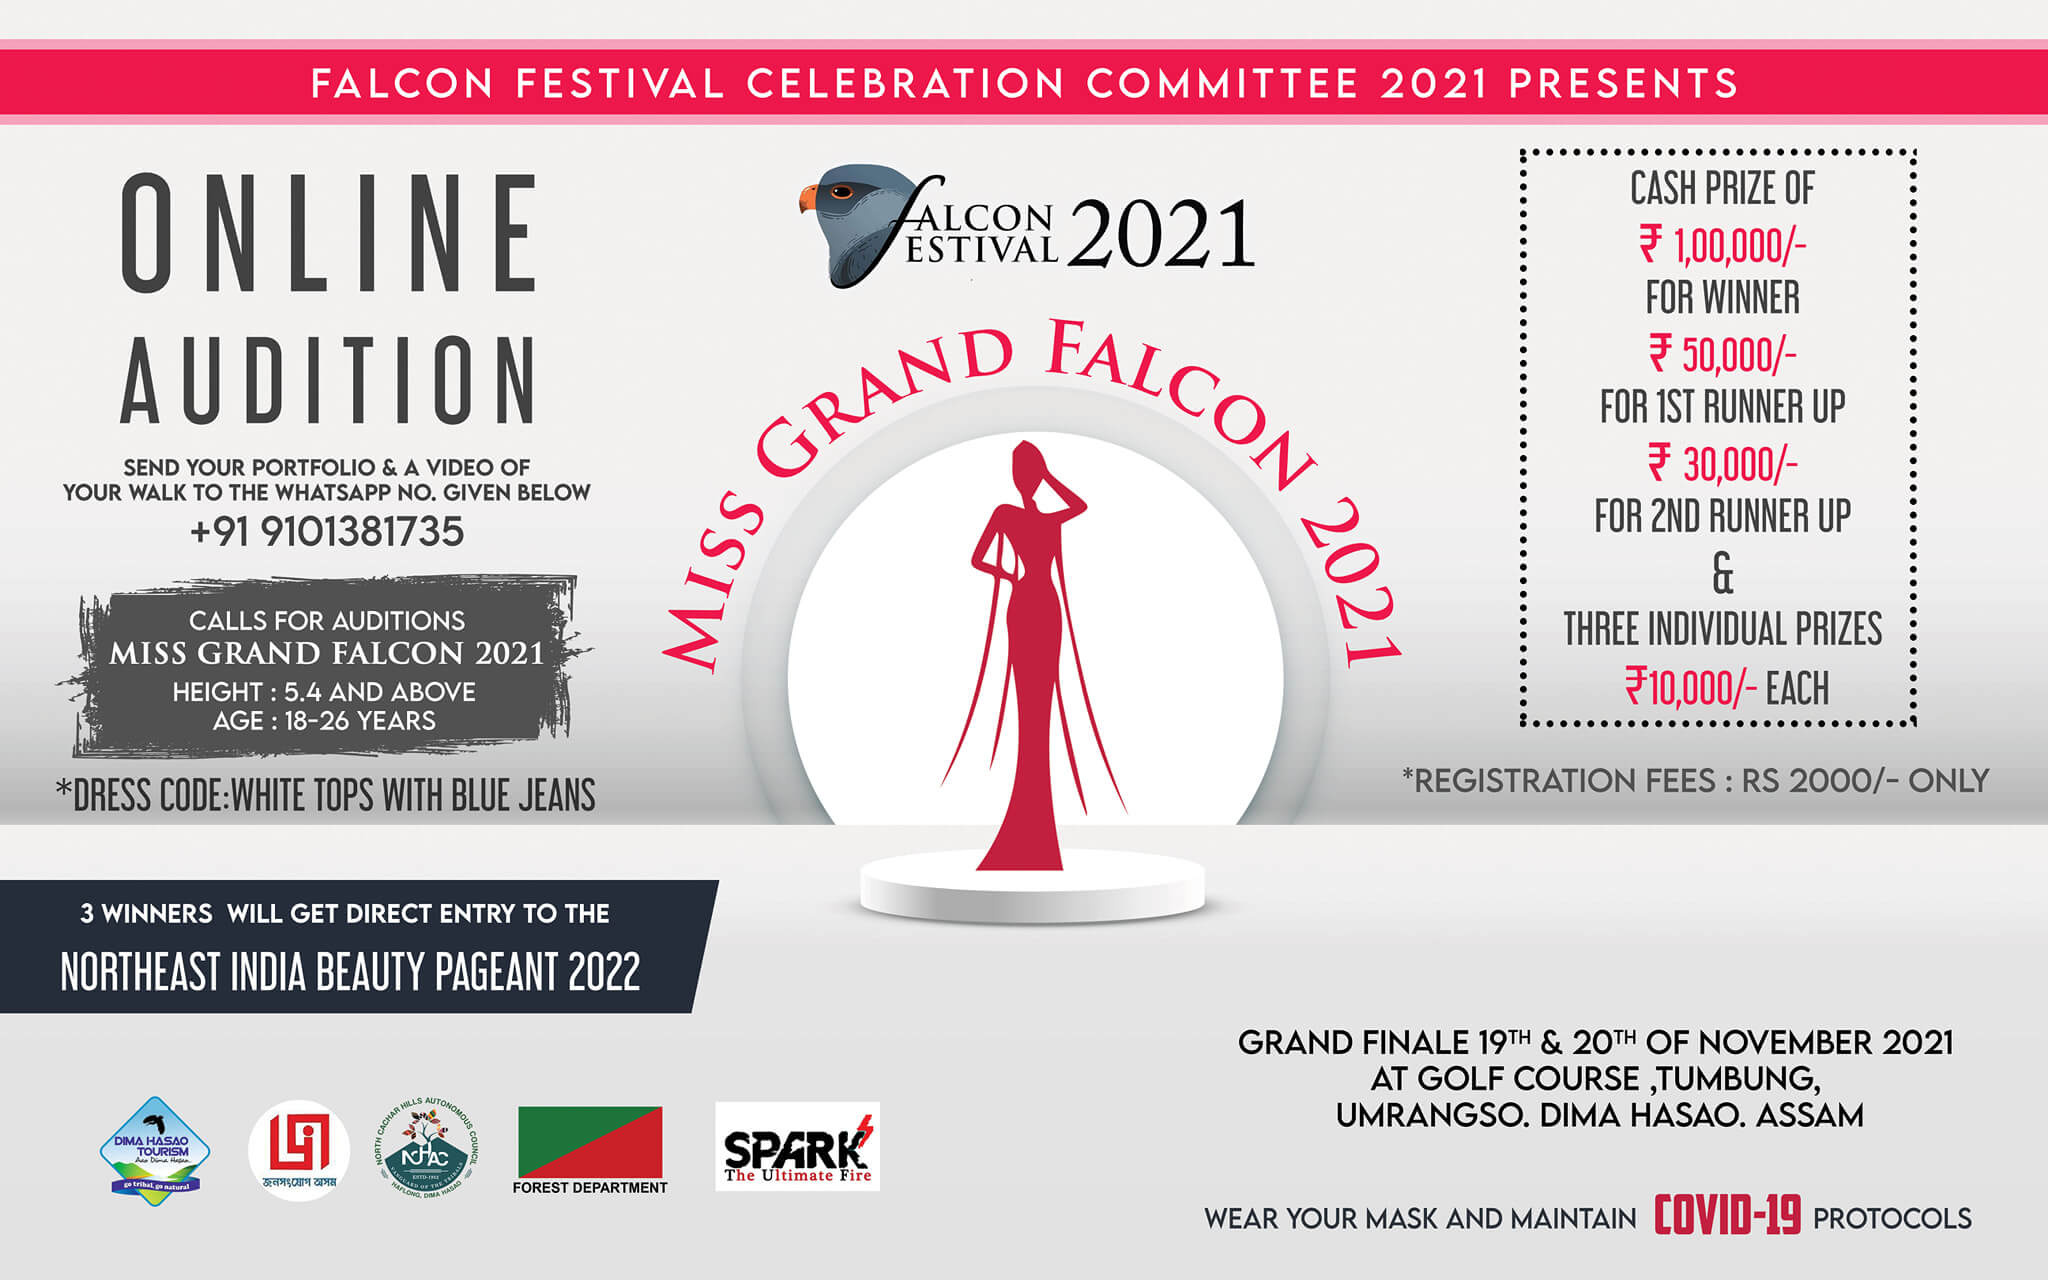 FALCON FESTIVAL CELEBRATION COMMITTEE 2021 PRESENTS
ONLINE
AUDITION
SEND YOUR PORTFOLIO & A VIDEO OF
YOUR WALK TO THE WHATSAPP NO. GIVEN BELOW
+91 9101381735
CALLS FOR AUDITIONS
MISS GRAND FALCON 2021
HEIGHT : 5.4 AND ABOVE
AGE : 18-26 YEARS
*DRESS CODE:WHITE TOPS WITH BLUE JEANS
FALCON
FESTIVAL 2021
MISS GRAND FALCON 2021
CASH PRIZE OF
₹ 1,00,000/-
FOR WINNER
₹ 50,000/-
FOR 1ST RUNNER UP
₹ 30,000/-
FOR 2ND RUNNER UP
&
THREE INDIVIDUAL PRIZES
₹10,000/- EACH
*REGISTRATION FEES : RS 2000/- ONLY
3 WINNERS WILL GET DIRECT ENTRY TO THE
NORTHEAST INDIA BEAUTY PAGEANT 2022
GRAND FINALE 19TH & 20TH OF NOVEMBER 2021
AT GOLF COURSE ,TUMBUNG,
UMRANGSO. DIMA HASAO. ASSAM
DIMA HASAO
TOURISM
go tribal, go natural
জনসংযোগ অসম
NORTH CACHAR HILLS AUTONOMOUS COUNCIL
NCHAC
HAFLONG, DIMA HASAO
FOREST DEPARTMENT
SPARK
The Ultimate Fire
WEAR YOUR MASK AND MAINTAIN COVID-19 PROTOCOLS